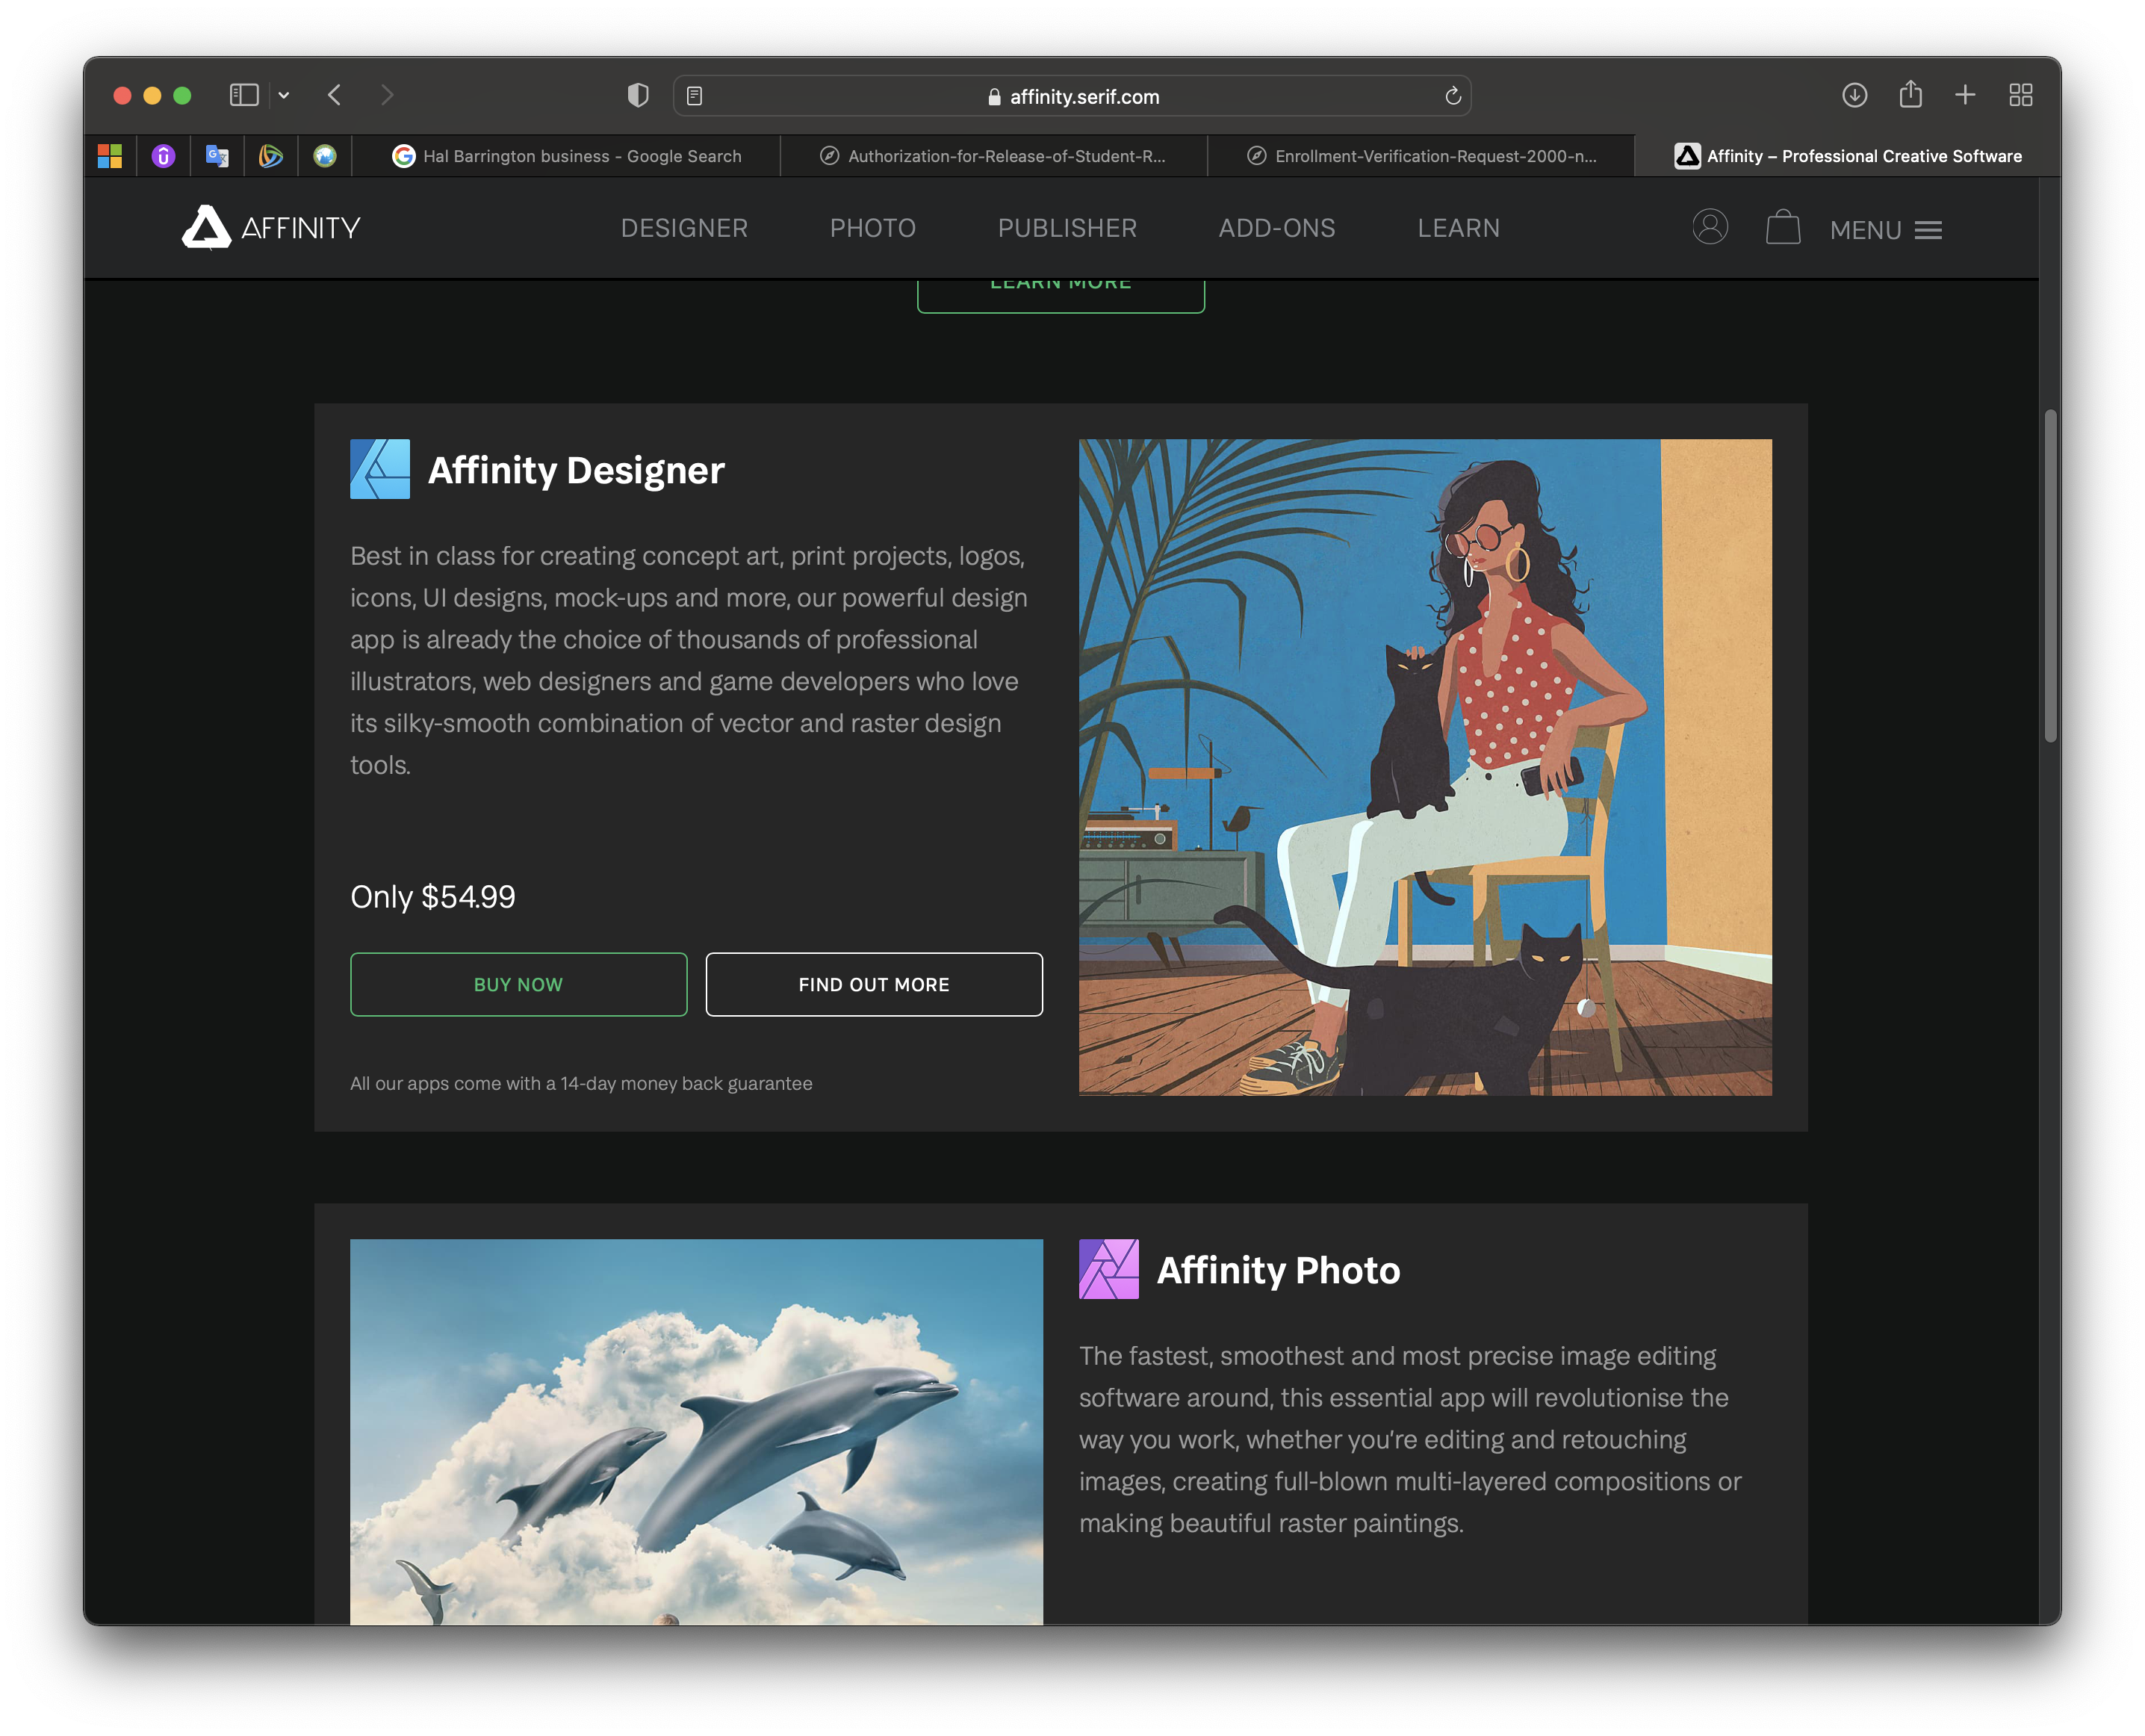 affinity.serif.com
Hal Barrington business - Google Search
Authorization-for-Release-of-Student-R...
Enrollment-Verification-Request-2000-n...
Affinity – Professional Creative Software
AFFINITY
DESIGNER
PHOTO
PUBLISHER
ADD-ONS
LEARN
MENU
LEARN MORE
Affinity Designer
Best in class for creating concept art, print projects, logos,
icons, UI designs, mock-ups and more, our powerful design
app is already the choice of thousands of professional
illustrators, web designers and game developers who love
its silky-smooth combination of vector and raster design
tools.
Only $54.99
BUY NOW
FIND OUT MORE
All our apps come with a 14-day money back guarantee
Affinity Photo
The fastest, smoothest and most precise image editing
software around, this essential app will revolutionise the
way you work, whether you’re editing and retouching
images, creating full-blown multi-layered compositions or
making beautiful raster paintings.